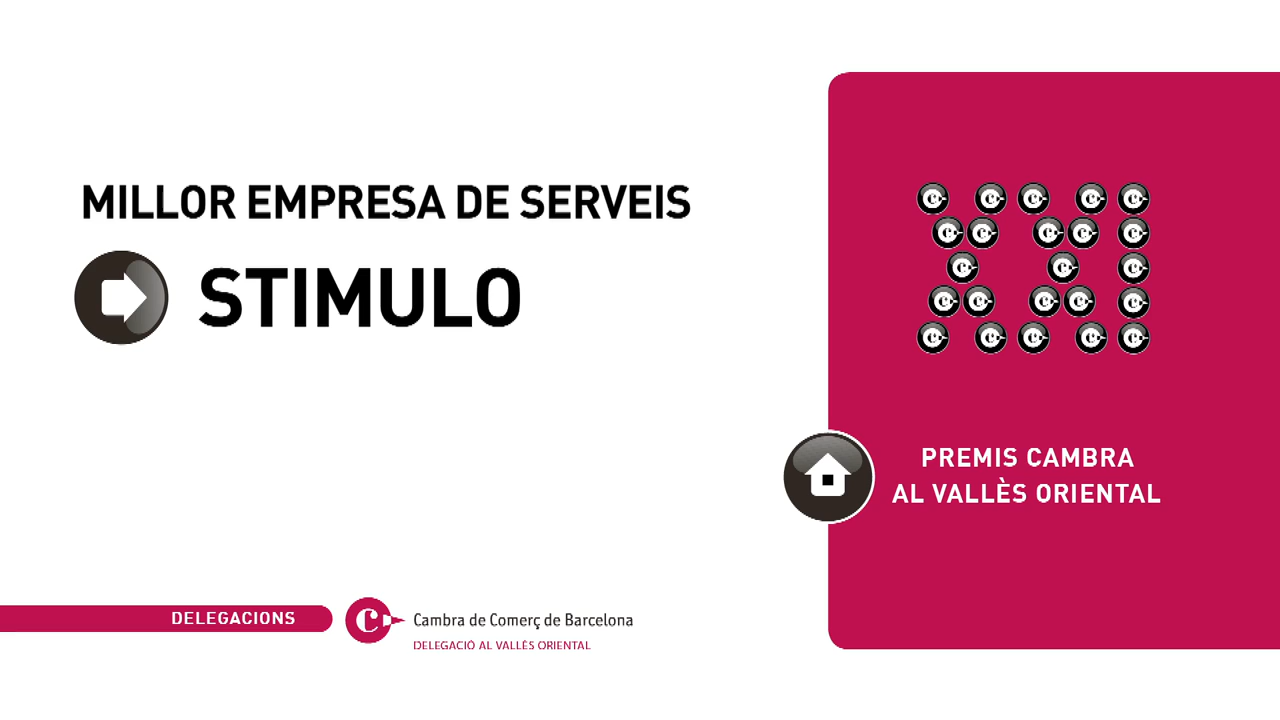 MILLOR EMPRESA DE SERVEIS
STIMULO
XXI
PREMIS CAMBRA
AL VALLÈS ORIENTAL
DELEGACIONS
Cambra de Comerç de Barcelona
DELEGACIÓ AL VALLÈS ORIENTAL